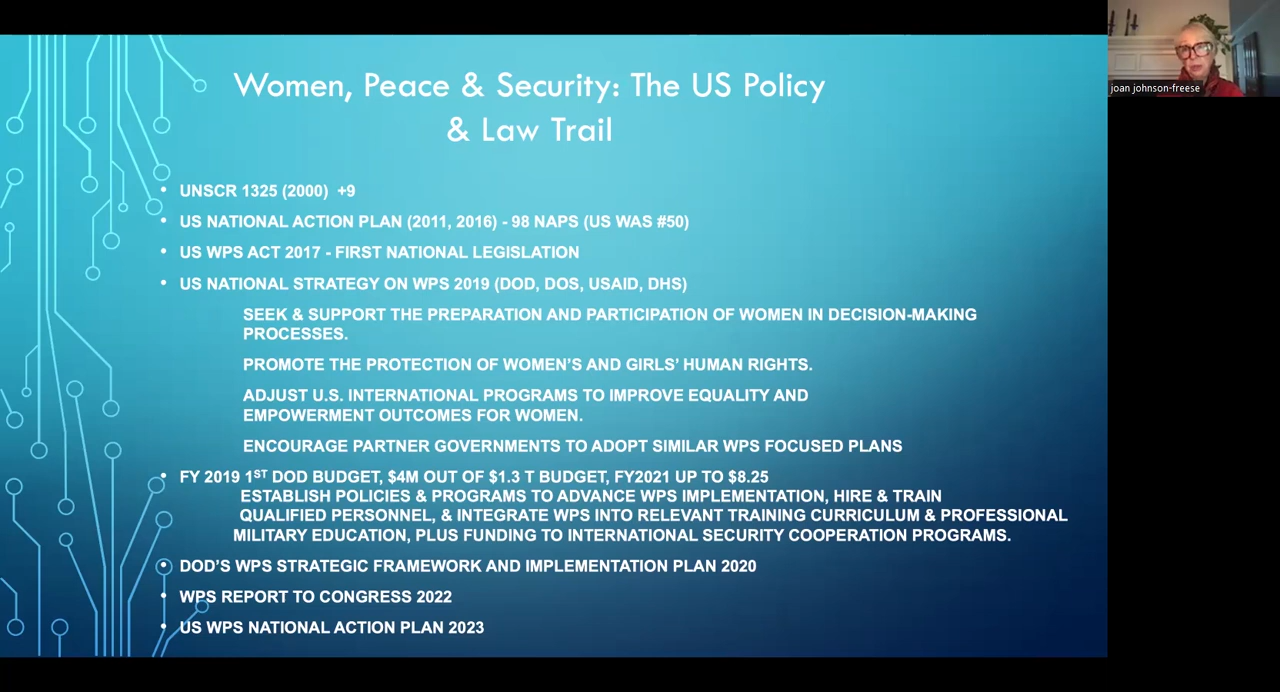 Women, Peace & Security: The US Policy
& Law Trail
joan johnson-freese
• UNSCR 1325 (2000)  +9
• US NATIONAL ACTION PLAN (2011, 2016) - 98 NAPS (US WAS #50)
• US WPS ACT 2017 - FIRST NATIONAL LEGISLATION
• US NATIONAL STRATEGY ON WPS 2019 (DOD, DOS, USAID, DHS)
SEEK & SUPPORT THE PREPARATION AND PARTICIPATION OF WOMEN IN DECISION-MAKING
PROCESSES.
PROMOTE THE PROTECTION OF WOMEN'S AND GIRLS' HUMAN RIGHTS.
ADJUST U.S. INTERNATIONAL PROGRAMS TO IMPROVE EQUALITY AND
EMPOWERMENT OUTCOMES FOR WOMEN.
ENCOURAGE PARTNER GOVERNMENTS TO ADOPT SIMILAR WPS FOCUSED PLANS
• FY 2019 1ST DOD BUDGET, $4M OUT OF $1.3 T BUDGET, FY2021 UP TO $8.25
ESTABLISH POLICIES & PROGRAMS TO ADVANCE WPS IMPLEMENTATION, HIRE & TRAIN
QUALIFIED PERSONNEL, & INTEGRATE WPS INTO RELEVANT TRAINING CURRICULUM & PROFESSIONAL
MILITARY EDUCATION, PLUS FUNDING TO INTERNATIONAL SECURITY COOPERATION PROGRAMS.
• DOD'S WPS STRATEGIC FRAMEWORK AND IMPLEMENTATION PLAN 2020
• WPS REPORT TO CONGRESS 2022
• US WPS NATIONAL ACTION PLAN 2023